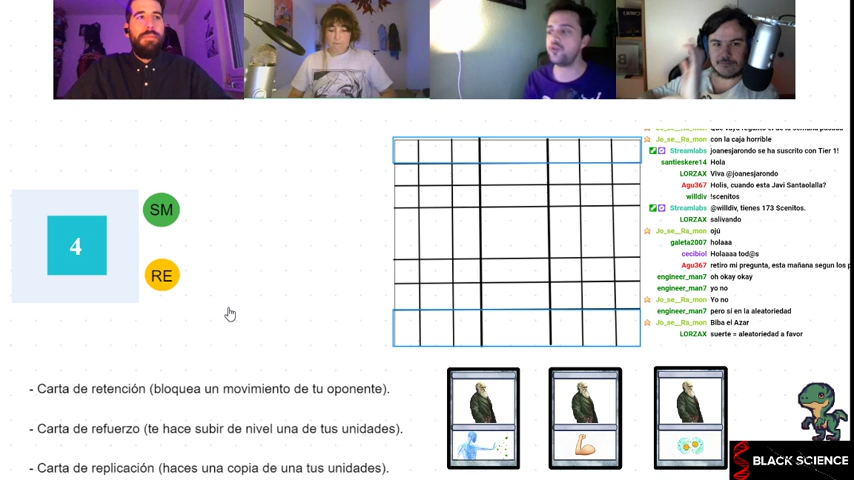 Jo_se__Ra_mon con la caja horrible
Streamlabs joanesjarondo se ha suscrito con Tier 1!
santieskere14 Hola
LORZAX Viva @joanesjarondo
Agu367 Holis, cuando esta Javi Santaolalla?
willdiv !scenitos
Streamlabs @willdiv, tienes 173 Scenitos.
LORZAX salivando
Jo_se__Ra_mon ojú
galeta2007 holaaa
cecibiol Holaaaa tod@s
Agu367 retiro mi pregunta, esta mañana segun los
engineer_man7 oh okay okay
engineer_man7 yo no
Jo_se__Ra_mon Yo no
engineer_man7 pero sí en la aleatoriedad
Jo_se__Ra_mon Biba el Azar
LORZAX suerte = aleatoriedad a favor
4
SM
RE
- Carta de retención (bloquea un movimiento de tu oponente).
- Carta de refuerzo (te hace subir de nivel una de tus unidades).
- Carta de replicación (haces una copia de una tus unidades).
BLACK SCIENCE